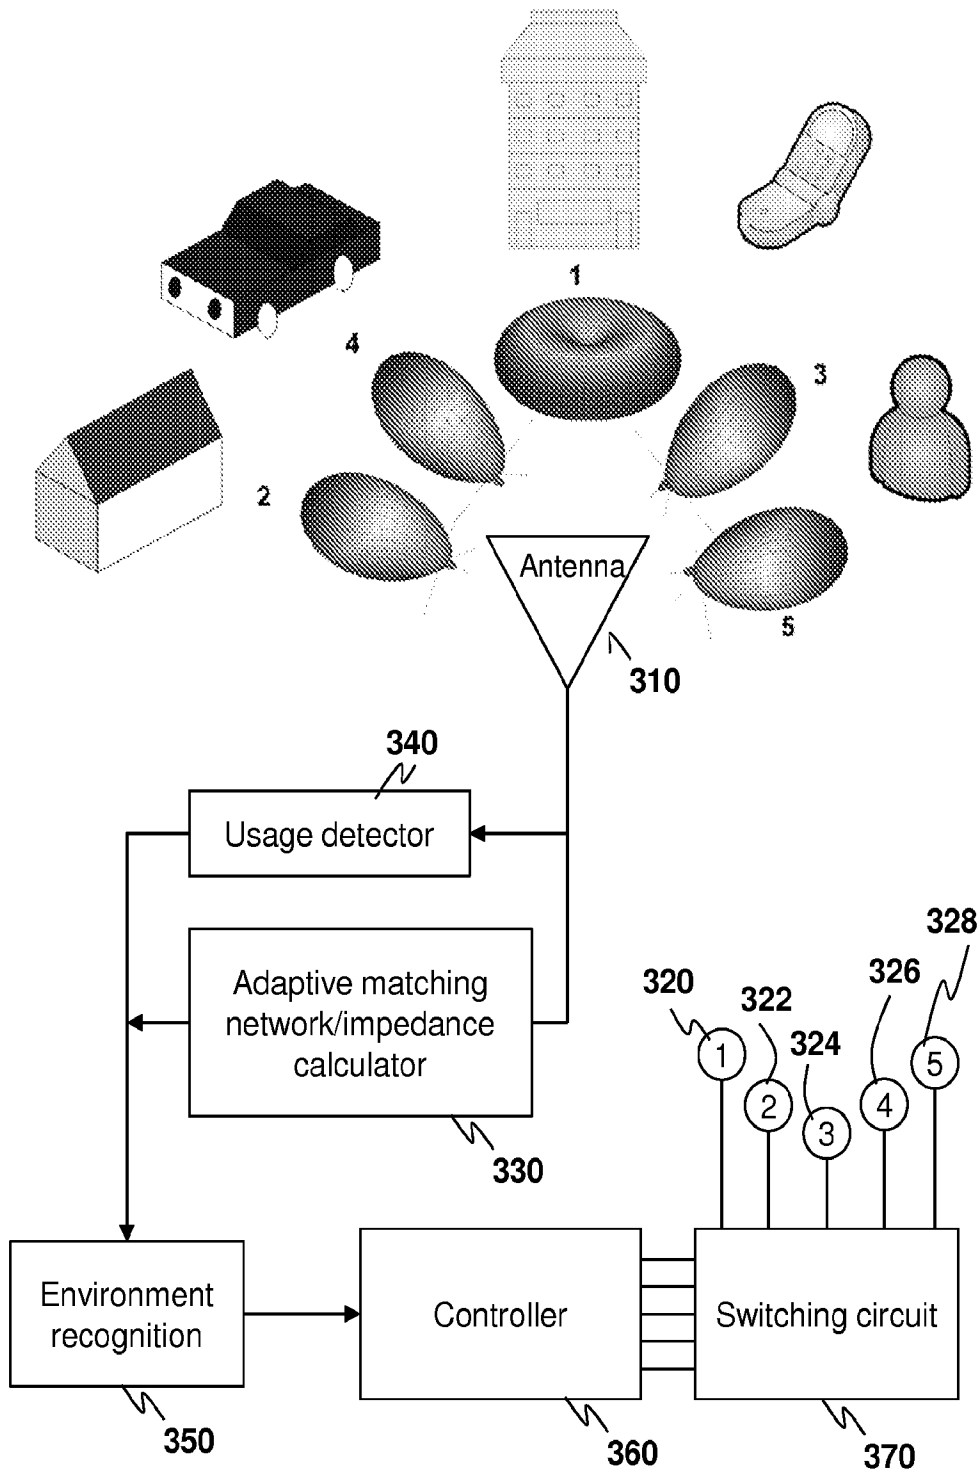 1
4
3
2
Antenna
5
310
340
Usage detector
328
320
322
326
324
Adaptive matching
network/impedance
calculator
1
2
3
4
5
330
Environment
recognition
Controller
Switching circuit
350
360
370